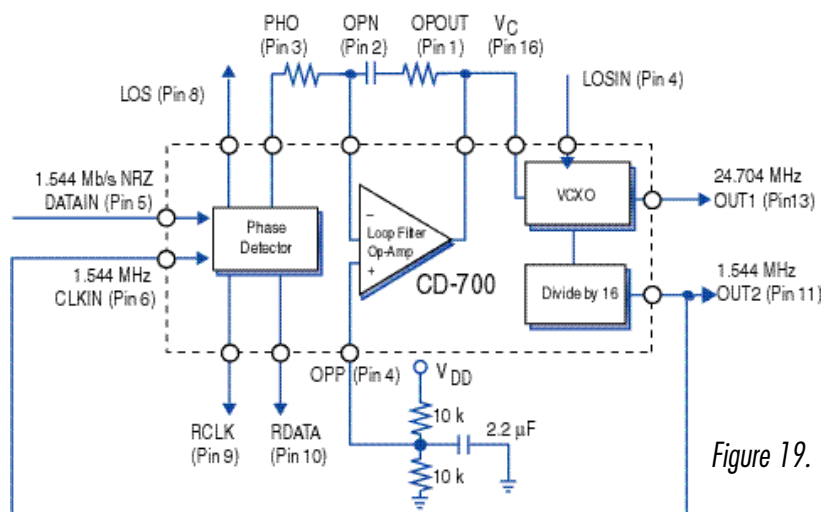 PHO
(Pin 3)
OPN
(Pin 2)
OPOUT
(Pin 1)
VC
(Pin 16)
LOS (Pin 8)
LOSIN (Pin 4)
1.544 Mb/s NRZ
DATAIN (Pin 5)
Phase
Detector
1.544 MHz
CLKIN (Pin 6)
−
Loop Filter
Op-Amp
+
CD-700
VCXO
24.704 MHz
OUT1 (Pin13)
Divide by 16
1.544 MHz
OUT2 (Pin 11)
OPP (Pin 4)
VDD
10 k
2.2 µF
10 k
RCLK
(Pin 9)
RDATA
(Pin 10)
Figure 19.